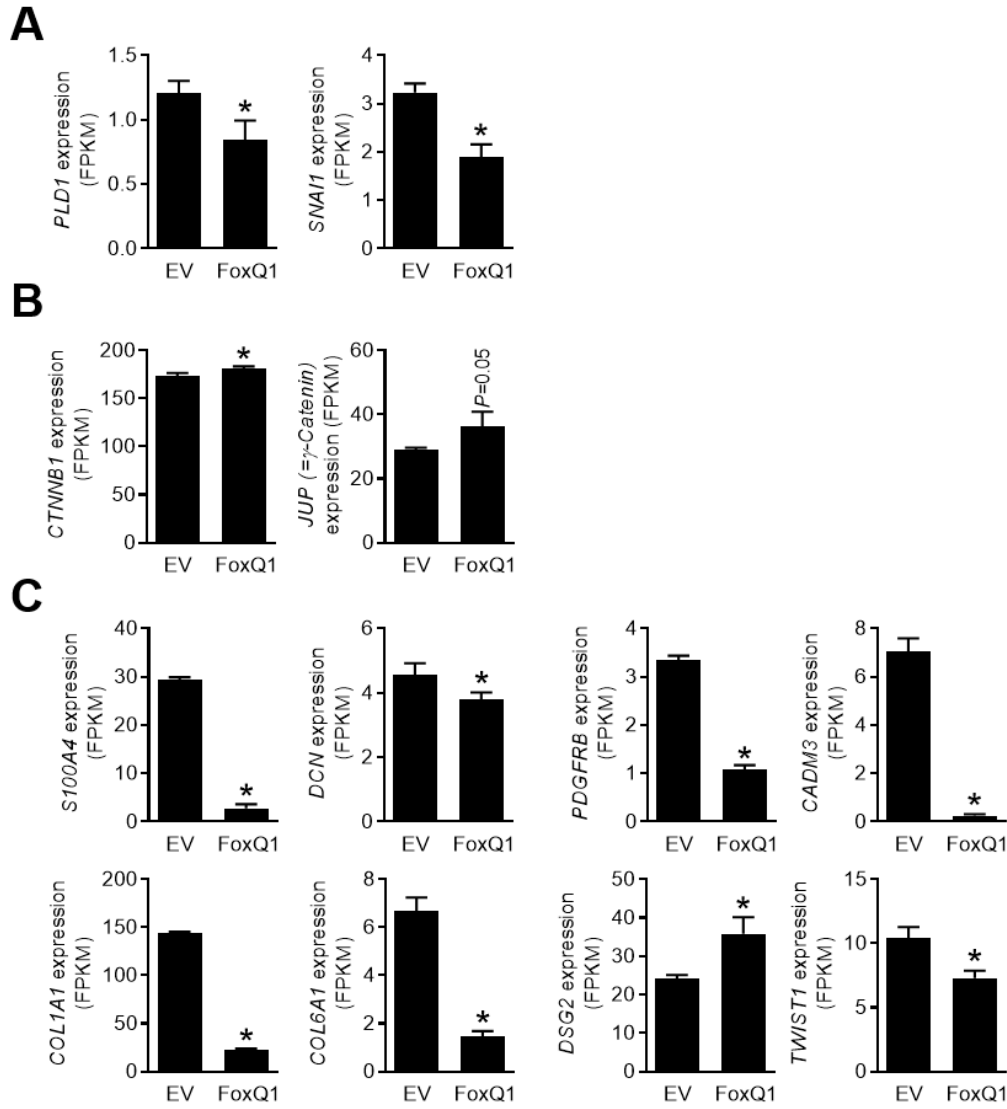 A
PLD1 expression
(FPKM)
1.5
1.0
0.5
0.0
*
EV FoxQ1
SNAI1 expression
(FPKM)
4
3
2
1
0
*
EV FoxQ1
B
CTNNB1 expression
(FPKM)
200
150
100
50
0
*
EV FoxQ1
JUP (=γ-Catenin)
expression (FPKM)
60
40
20
0
P=0.05
EV FoxQ1
C
S100A4 expression
(FPKM)
40
30
20
10
0
*
EV FoxQ1
DCN expression
(FPKM)
6
4
2
0
*
EV FoxQ1
PDGFRB expression
(FPKM)
4
3
2
1
0
*
EV FoxQ1
CADM3 expression
(FPKM)
8
6
4
2
0
*
EV FoxQ1
COL1A1 expression
(FPKM)
200
150
100
50
0
*
EV FoxQ1
COL6A1 expression
(FPKM)
8
6
4
2
0
*
EV FoxQ1
DSG2 expression
(FPKM)
50
40
30
20
10
0
*
EV FoxQ1
TWIST1 expression
(FPKM)
15
10
5
0
*
EV FoxQ1